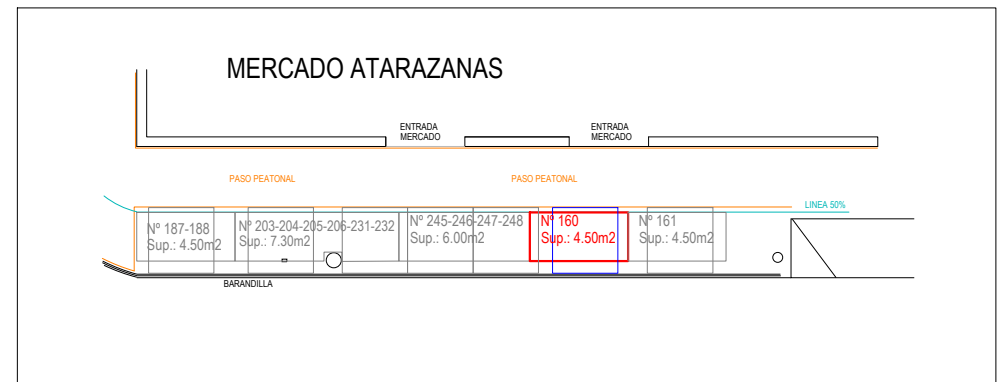 MERCADO ATARAZANAS
ENTRADA
MERCADO
ENTRADA
MERCADO
PASO PEATONAL
PASO PEATONAL
LINEA 50%
Nº 187-188
Sup.: 4.50m2
Nº 203-204-205-206-231-232
Sup.: 7.30m2
Nº 245-246-247-248
Sup.: 6.00m2
Nº 160
Sup.: 4.50m2
Nº 161
Sup.: 4.50m2
BARANDILLA